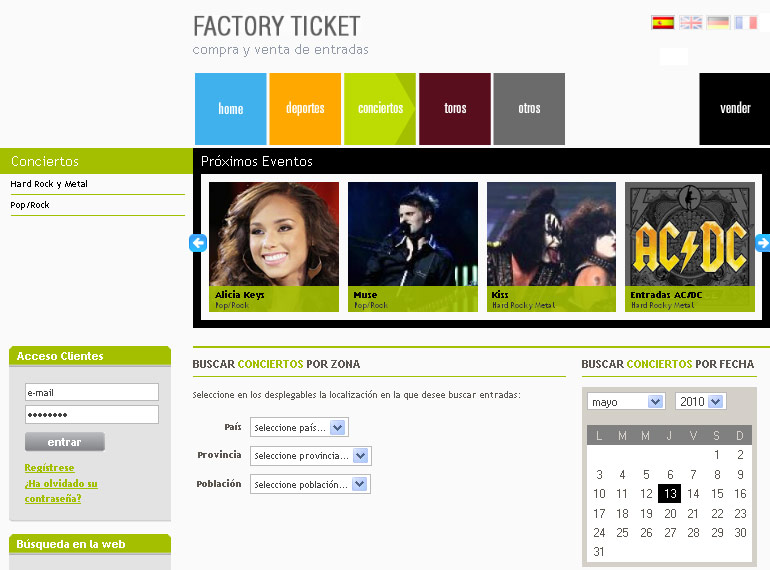 FACTORY TICKET
compra y venta de entradas
home
deportes
conciertos
toros
otros
vender
Conciertos
Hard Rock y Metal
Pop/Rock
Próximos Eventos
Alicia Keys
Pop/Rock
Muse
Pop/Rock
Kiss
Hard Rock y Metal
AC/DC
Entradas AC/DC
Hard Rock y Metal
Acceso Clientes
e-mail
••••••••
entrar
Regístrese
¿Ha olvidado su
contraseña?
Búsqueda en la web
BUSCAR CONCIERTOS POR ZONA
Seleccione en los desplegables la localización en la que desee buscar entradas:
País Seleccione país...
Provincia Seleccione provincia...
Población Seleccione población...
BUSCAR CONCIERTOS POR FECHA
mayo 2010
L M M J V S D
1 2
3 4 5 6 7 8 9
10 11 12 13 14 15 16
17 18 19 20 21 22 23
24 25 26 27 28 29 30
31